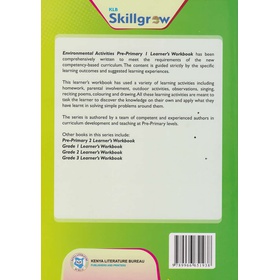 KLB
Skillgrow
Environmental Activities Pre-Primary 1 Learner's Workbook has been
comprehensively written to meet the requirements of the new
competency-based curriculum. The content is guided strictly by the specific
learning outcomes and suggested learning experiences.
This learner's workbook has used a variety of learning activities including
homework, parental involvement, outdoor activities, observations, singing,
reciting poems, colouring and drawing. All these learning activities are meant to
task the learner to discover the knowledge on their own and apply what they
have learnt in solving simple problems around them.
The series is authored by a team of competent and experienced authors in
curriculum development and teaching at Pre-Primary levels.
Other books in this series include:
Pre-Primary 2 Learner's Workbook
Grade 1 Learner's Workbook
Grade 2 Learner's Workbook
Grade 3 Learner's Workbook
KENYA LITERATURE BUREAU